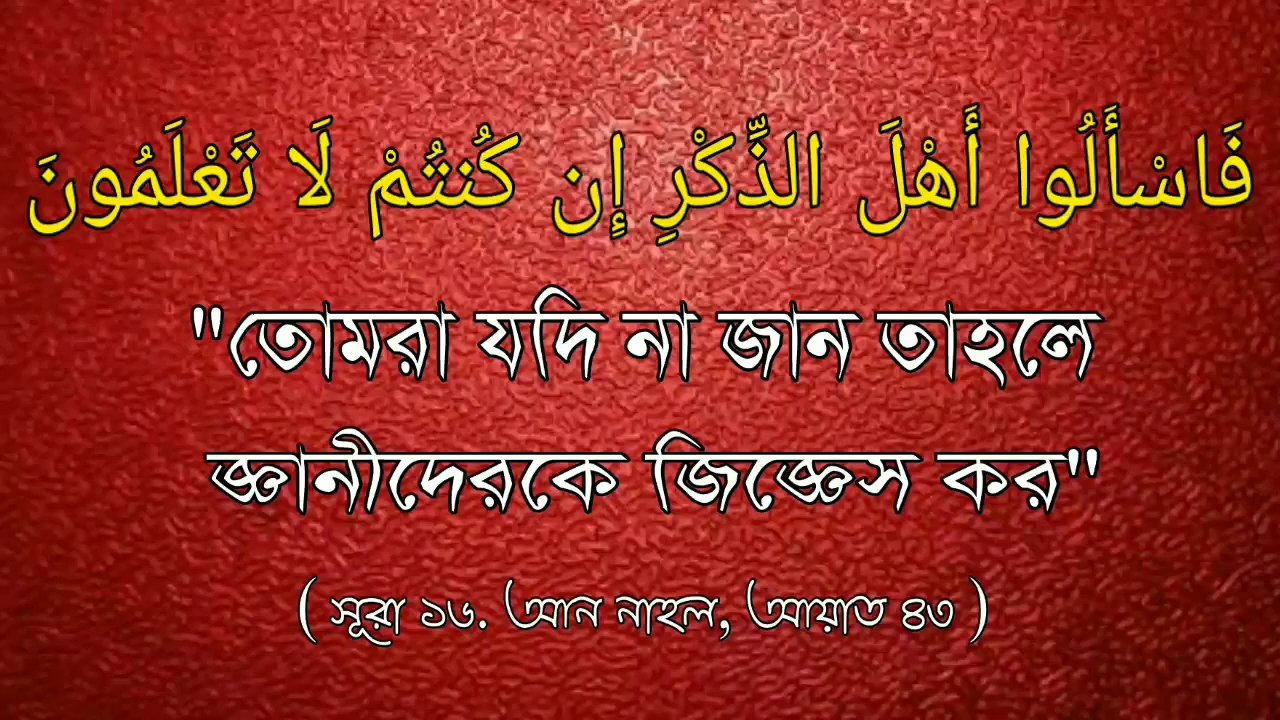 فَاسْأَلُوا أَهْلَ الذِّكْرِ إِن كُنتُمْ لَا تَعْلَمُونَ
"তোমরা যদি না জান তাহলে
জ্ঞানীদেরকে জিজ্ঞেস কর"
( সূরা ১৬. আন নাহল, আয়াত ৪৩ )